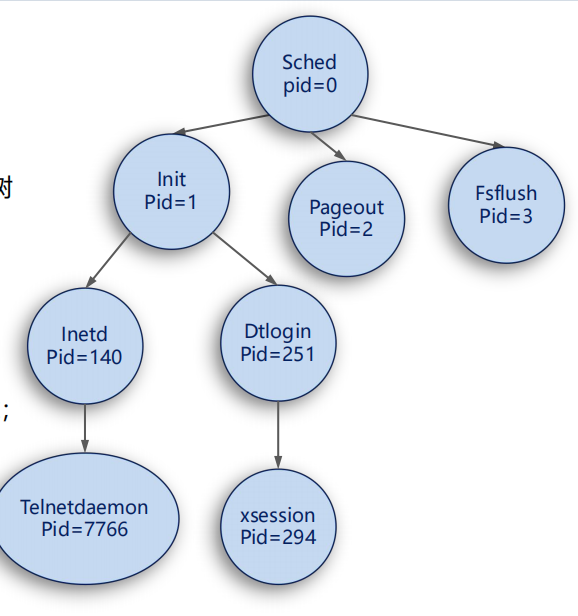 Sched
pid=0
Init
Pid=1
Pageout
Pid=2
Fsflush
Pid=3
Inetd
Pid=140
Dtlogin
Pid=251
;
Telnetdaemon
Pid=7766
xsession
Pid=294